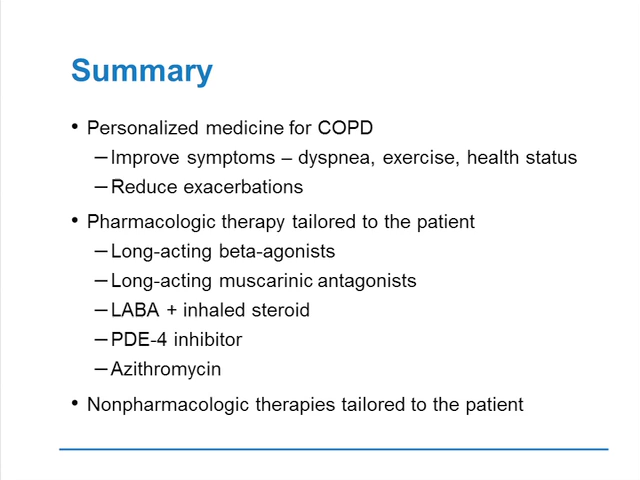 Summary
• Personalized medicine for COPD
– Improve symptoms – dyspnea, exercise, health status
– Reduce exacerbations
• Pharmacologic therapy tailored to the patient
– Long-acting beta-agonists
– Long-acting muscarinic antagonists
– LABA + inhaled steroid
– PDE-4 inhibitor
– Azithromycin
• Nonpharmacologic therapies tailored to the patient